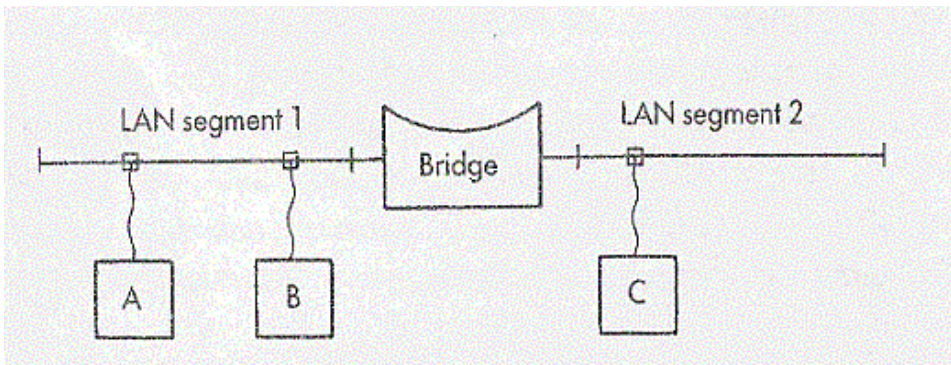 LAN segment 1
LAN segment 2
Bridge
A
B
C